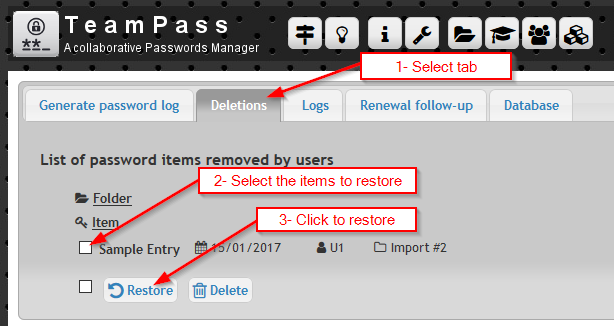 TeamPass
A collaborative Passwords Manager
1- Select tab
Generate password log Deletions Logs Renewal follow-up Database
List of password items removed by users
Folder
2- Select the items to restore
Item
3- Click to restore
Sample Entry 15/01/2017 U1 Import #2
Restore Delete